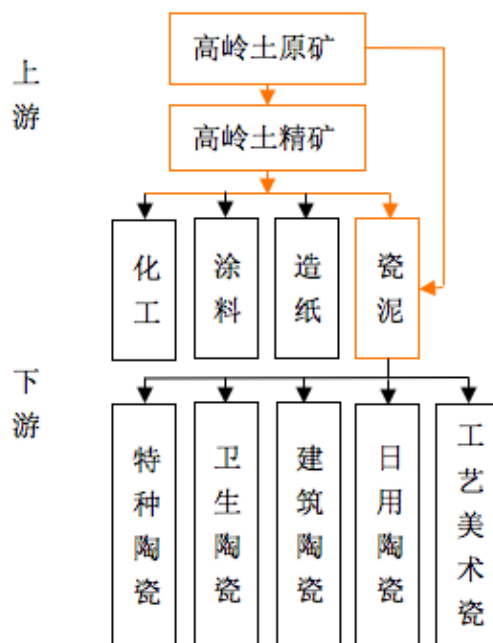 上游
高岭土原矿
高岭土精矿
化工
涂料
造纸
瓷泥
下游
特种陶瓷
卫生陶瓷
建筑陶瓷
日用陶瓷
工艺美术瓷